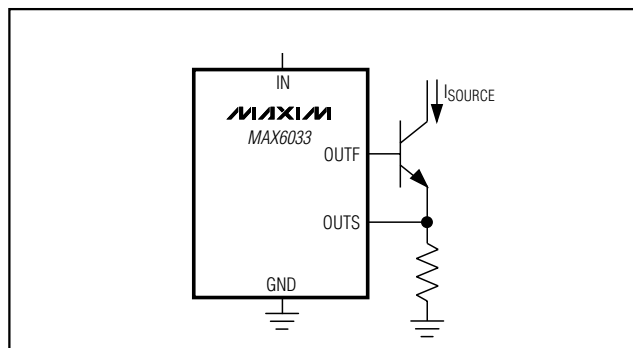 IN
ISOURCE
MAXIM
MAX6033
OUTF
OUTS
GND